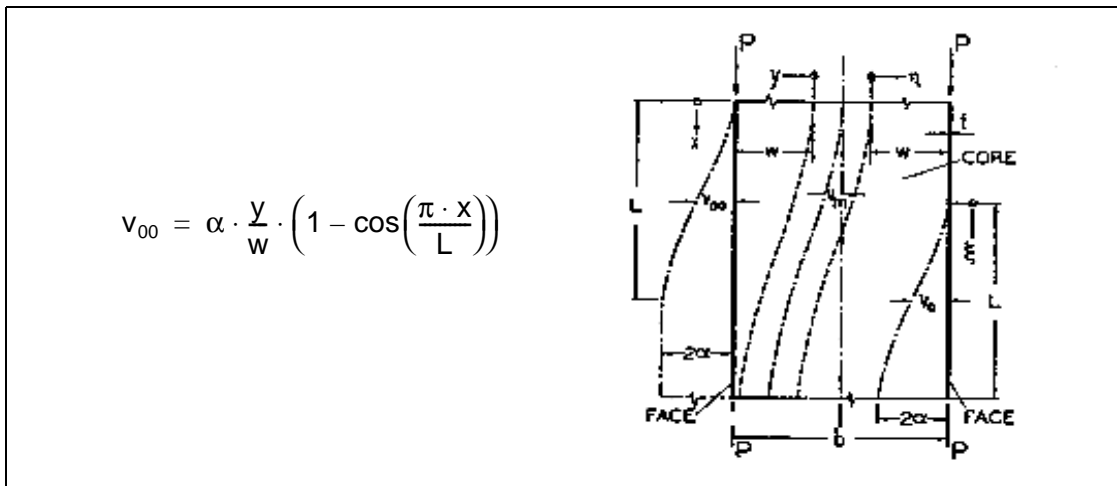 v₀₀ = α · y/w · (1 − cos(π · x / L))
P P
y η
x t
w w
CORE
L v₀₀
ξ
v₀ L
2α
FACE 2α FACE
b
P P